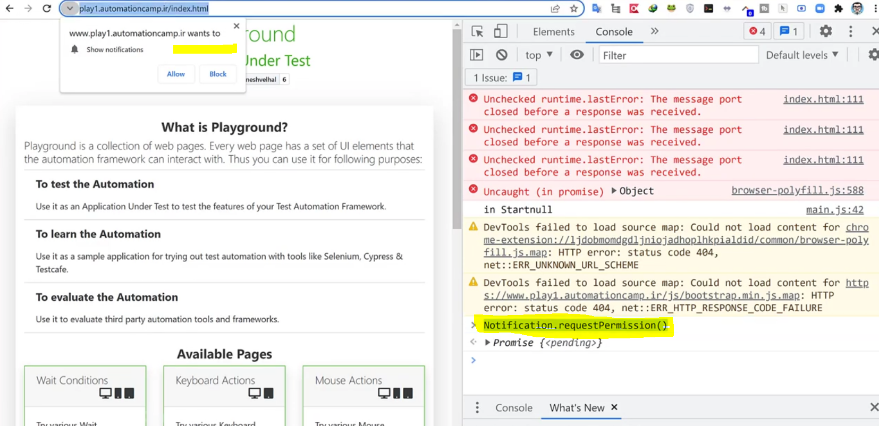 play1.automationcamp.ir/index.html
www.play1.automationcamp.ir wants to
Show notifications
Allow
Block
round
Under Test
neshvelhal
6
What is Playground?
Playground is a collection of web pages. Every web page has a set of UI elements that
the automation framework can interact with. Thus you can use it for following purposes:
To test the Automation
Use it as an Application Under Test to test the features of your Test Automation Framework.
To learn the Automation
Use it as a sample application for trying out test automation with tools like Selenium, Cypress &
Testcafe.
To evaluate the Automation
Use it to evaluate third party automation tools and frameworks.
Available Pages
Wait Conditions
Keyboard Actions
Mouse Actions
Try various Wait
Try various Keyboard
Try various Mouse
Elements
Console
4
1
top
Filter
Default levels
1 Issue:
1
Unchecked runtime.lastError: The message port index.html:111
closed before a response was received.
Unchecked runtime.lastError: The message port index.html:111
closed before a response was received.
Unchecked runtime.lastError: The message port index.html:111
closed before a response was received.
Uncaught (in promise) Object browser-polyfill.js:588
in Startnull main.js:42
DevTools failed to load source map: Could not load content for chro
me-extension://ljdobmomdgdljniojadhoplhkpialdid/common/browser-poly
fill.js.map: HTTP error: status code 404,
net::ERR_UNKNOWN_URL_SCHEME
DevTools failed to load source map: Could not load content for http
s://www.play1.automationcamp.ir/js/bootstrap.min.js.map: HTTP
error: status code 404, net::ERR_HTTP_RESPONSE_CODE_FAILURE
Notification.requestPermission()
Promise {<pending>}
Console
What's New